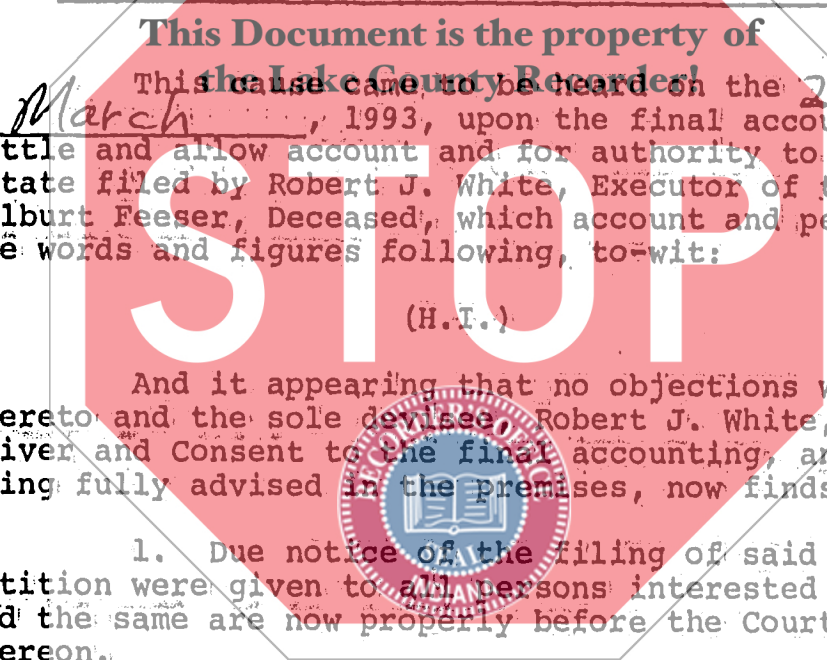 This Document is the property of
the Lake County Recorder!
This cause came to be heard on the 2
March, 1993, upon the final accou
ttle and allow account and for authority to
tate filed by Robert J. White, Executor of t
lburt Feeser, Deceased, which account and pe
e words and figures following, to-wit:
STOP
(H.I.)
And it appearing that no objections w
ereto and the sole devisee, Robert J. White,
iver and Consent to the final accounting, an
ing fully advised in the premises, now finds
RECORDER'S OFFICE
SEAL
INDIANA
1. Due notice of the filing of said
tition were given to all persons interested
d the same are now properly before the Court
ereon.